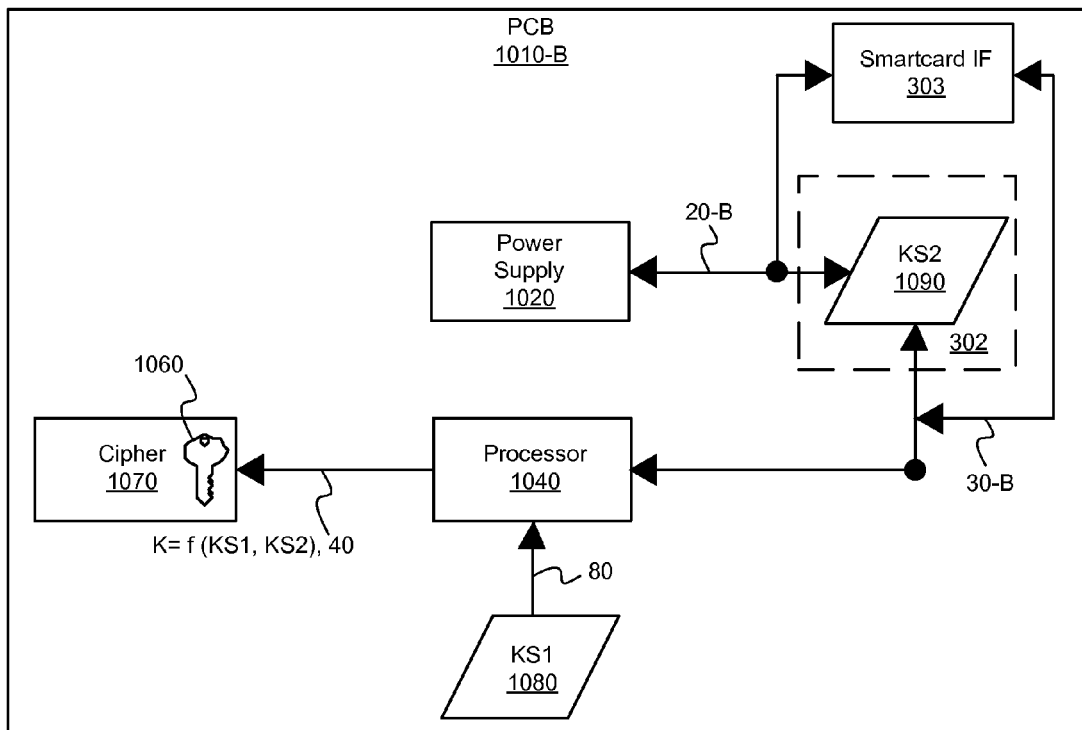 PCB
1010-B
Smartcard IF
303
20-B
Power
Supply
1020
KS2
1090
302
1060
Cipher
1070
Processor
1040
30-B
K= f (KS1, KS2), 40
80
KS1
1080